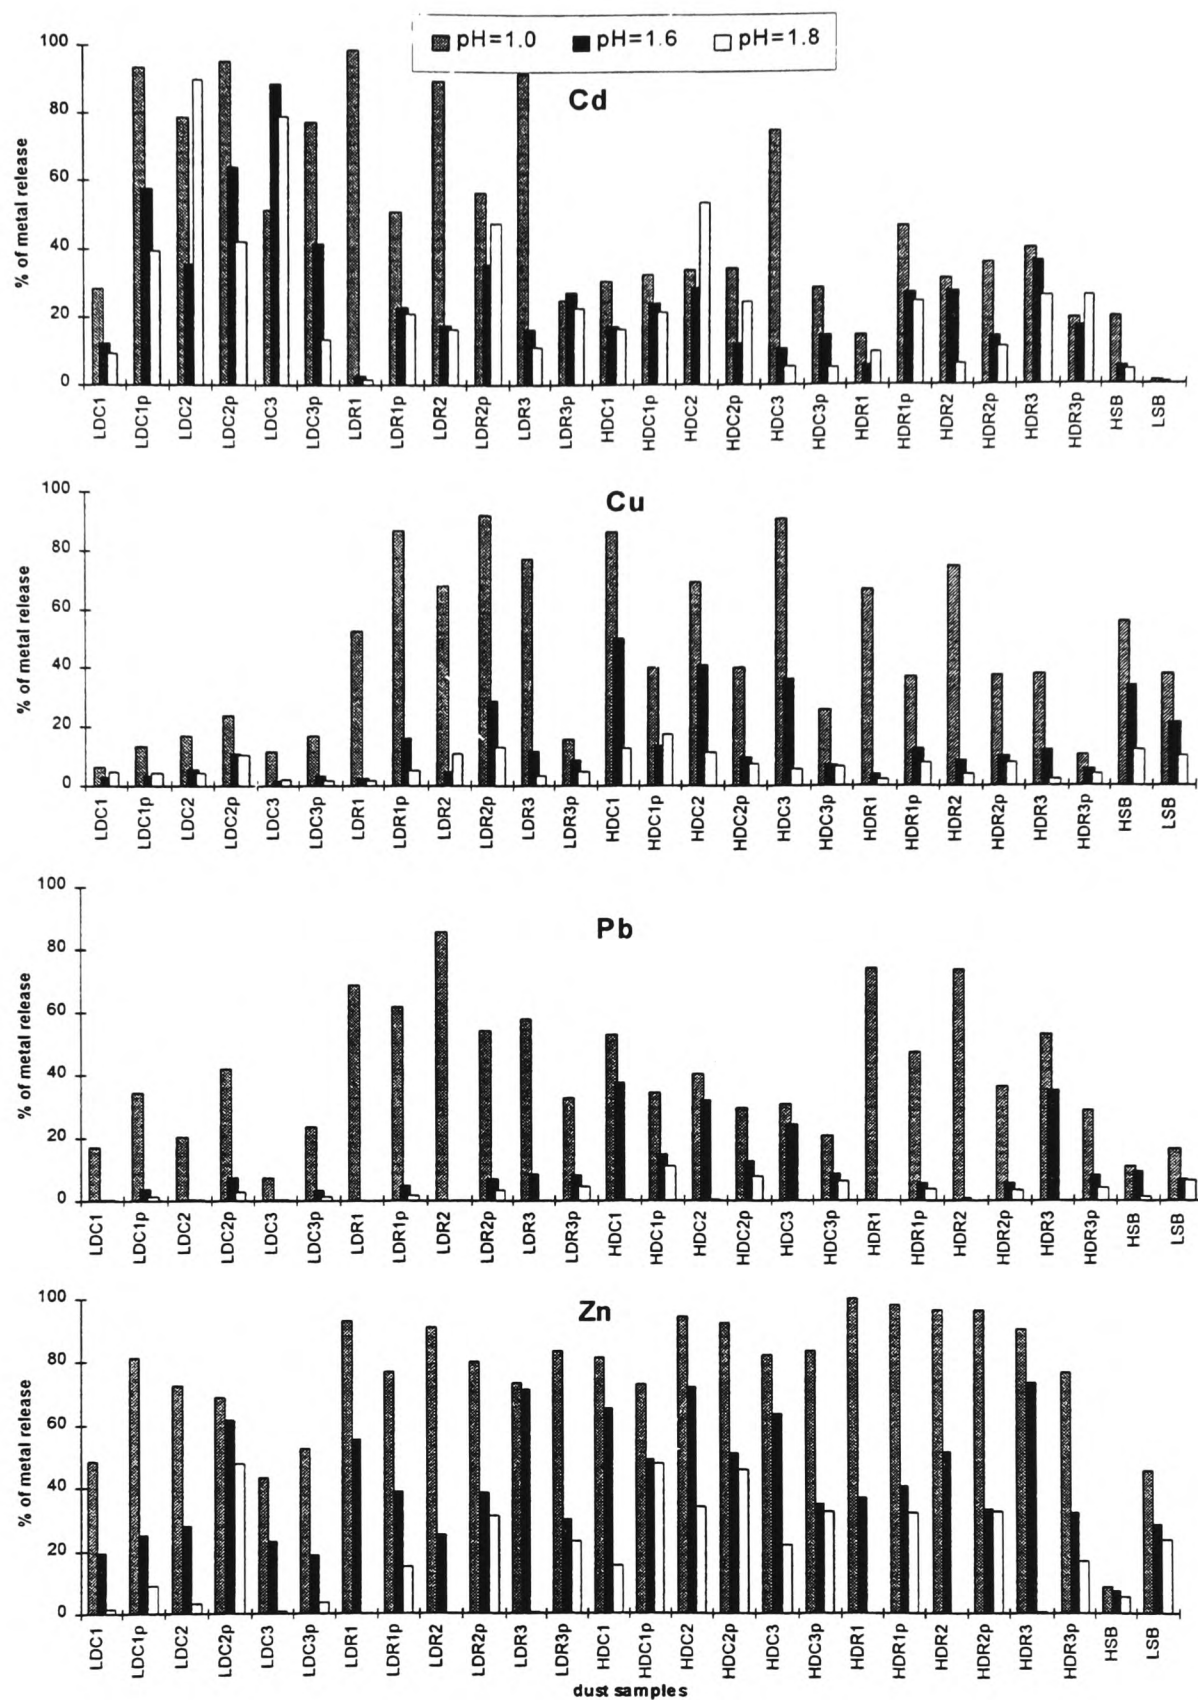 pH=1.0 pH=1.6 pH=1.8
Cd
% of metal release
100
80
60
40
20
0
LDC1 LDC1p LDC2 LDC2p LDC3 LDC3p LDR1 LDR1p LDR2 LDR2p LDR3 LDR3p HDC1 HDC1p HDC2 HDC2p HDC3 HDC3p HDR1 HDR1p HDR2 HDR2p HDR3 HDR3p HSB LSB
Cu
% of metal release
100
80
60
40
20
0
LDC1 LDC1p LDC2 LDC2p LDC3 LDC3p LDR1 LDR1p LDR2 LDR2p LDR3 LDR3p HDC1 HDC1p HDC2 HDC2p HDC3 HDC3p HDR1 HDR1p HDR2 HDR2p HDR3 HDR3p HSB LSB
Pb
% of metal release
100
80
60
40
20
0
LDC1 LDC1p LDC2 LDC2p LDC3 LDC3p LDR1 LDR1p LDR2 LDR2p LDR3 LDR3p HDC1 HDC1p HDC2 HDC2p HDC3 HDC3p HDR1 HDR1p HDR2 HDR2p HDR3 HDR3p HSB LSB
Zn
% of metal release
100
80
60
40
20
0
LDC1 LDC1p LDC2 LDC2p LDC3 LDC3p LDR1 LDR1p LDR2 LDR2p LDR3 LDR3p HDC1 HDC1p HDC2 HDC2p HDC3 HDC3p HDR1 HDR1p HDR2 HDR2p HDR3 HDR3p HSB LSB
dust samples